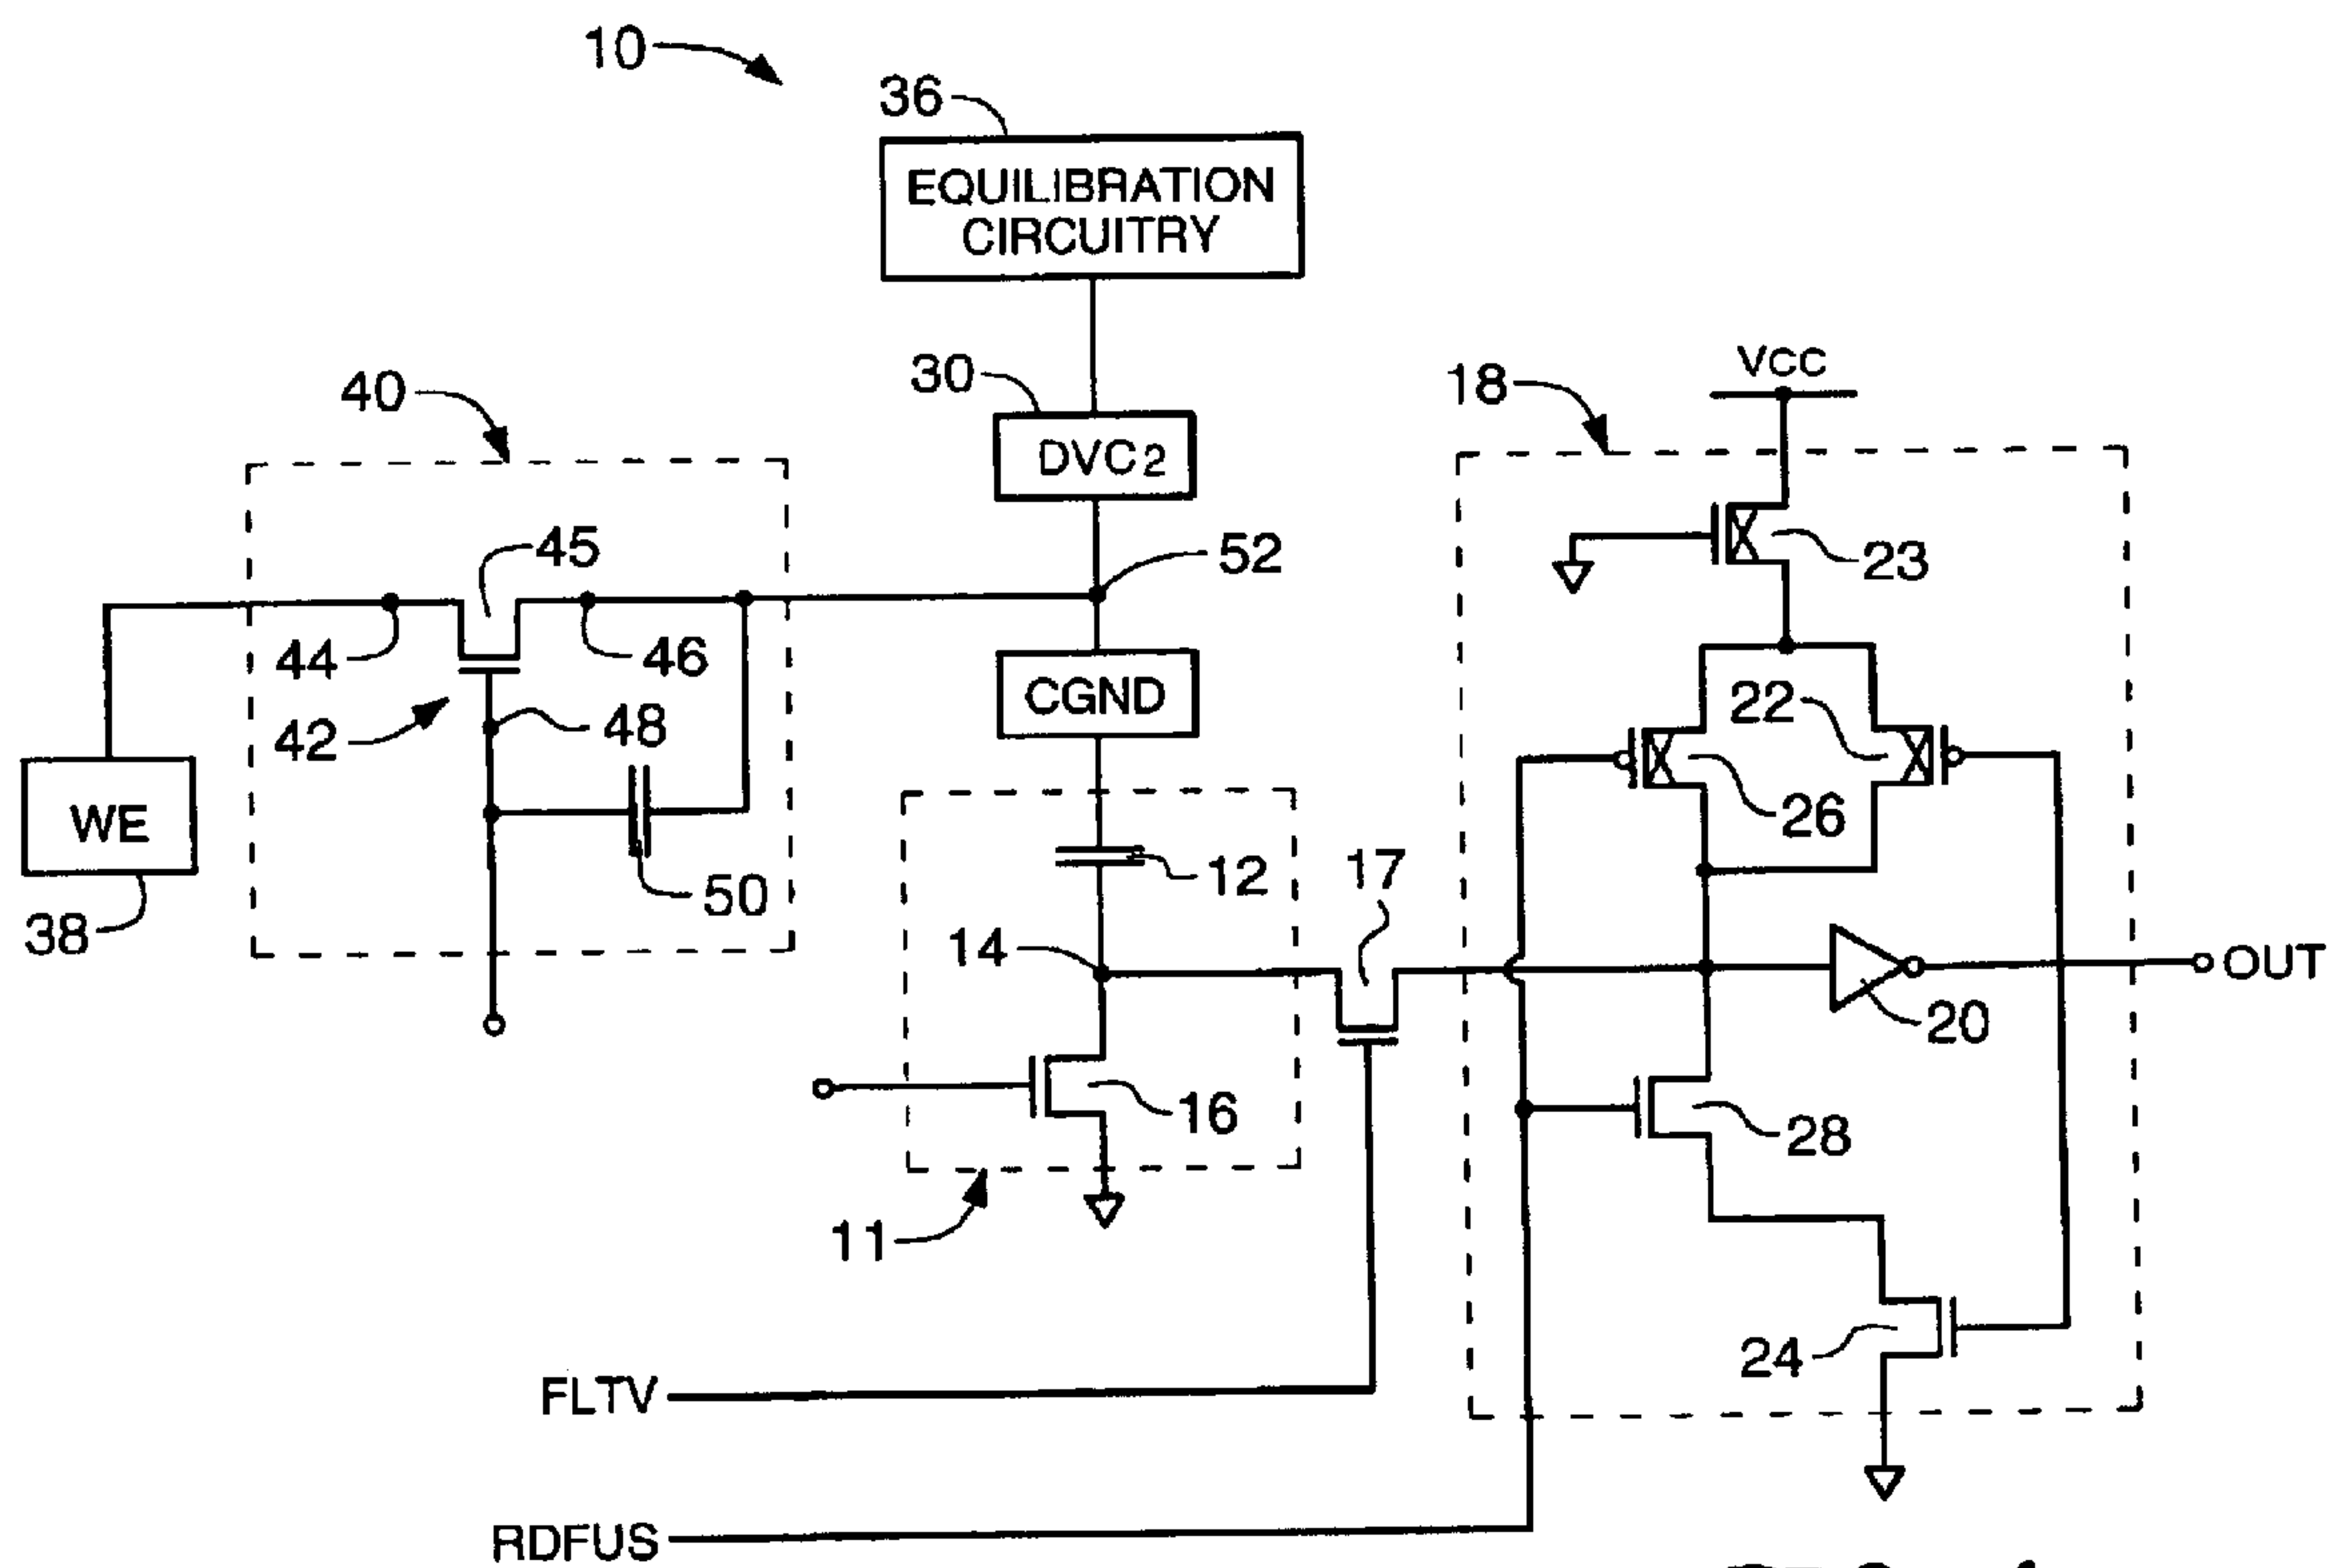 10
36
EQUILIBRATION
CIRCUITRY
30
DVC2
VCC
18
40
45
52
23
44
46
CGND
22
42
48
26
WE
12
17
50
38
14
OUT
20
16
28
11
24
FLTV
RDFUS